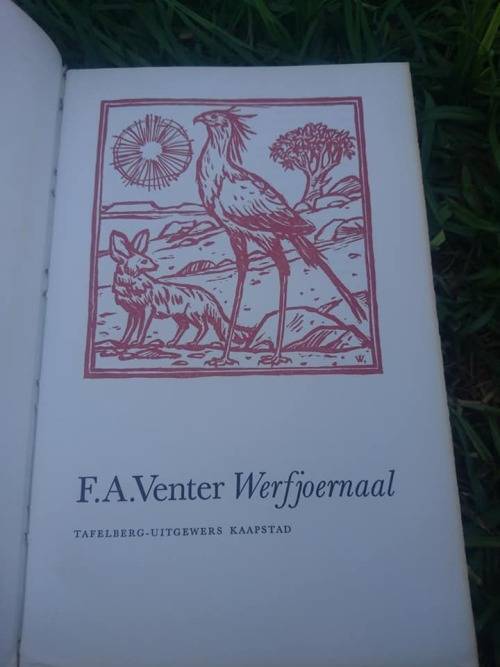 W.
F.A.Venter Werfjoernaal
TAFELBERG-UITGEWERS KAAPSTAD